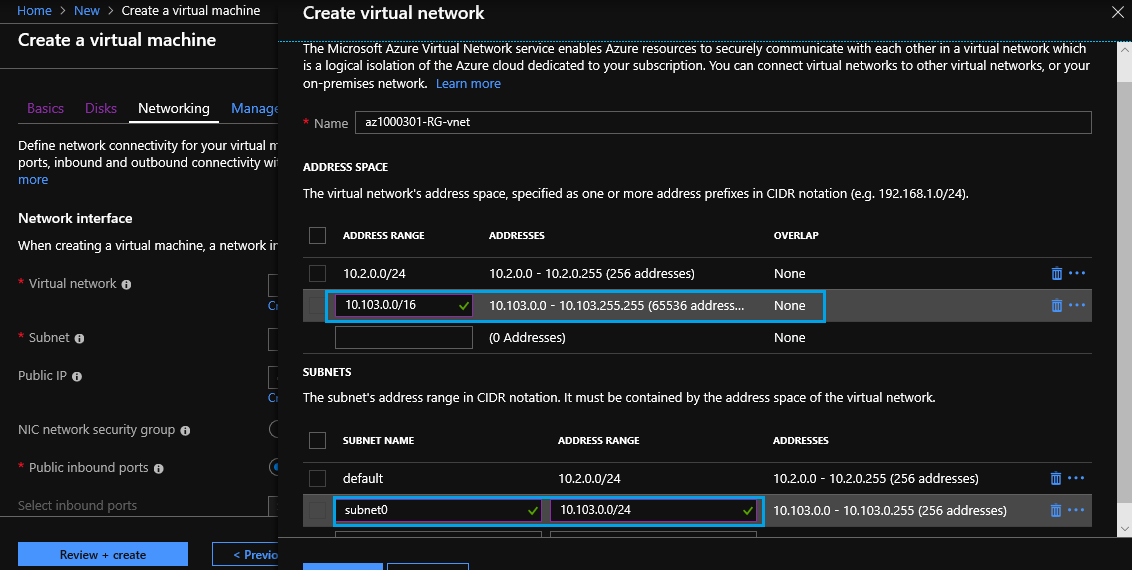 Home > New > Create a virtual machine
Create a virtual machine
Basics Disks Networking Manage
Define network connectivity for your virtual m
ports, inbound and outbound connectivity wi
more
Network interface
When creating a virtual machine, a network in
* Virtual network
Cr
* Subnet
Public IP
Cr
NIC network security group
* Public inbound ports
Select inbound ports
Review + create < Previo
Create virtual network
The Microsoft Azure Virtual Network service enables Azure resources to securely communicate with each other in a virtual network which
is a logical isolation of the Azure cloud dedicated to your subscription. You can connect virtual networks to other virtual networks, or your
on-premises network. Learn more
* Name az1000301-RG-vnet
ADDRESS SPACE
The virtual network's address space, specified as one or more address prefixes in CIDR notation (e.g. 192.168.1.0/24).
ADDRESS RANGE ADDRESSES OVERLAP
10.2.0.0/24 10.2.0.0 - 10.2.0.255 (256 addresses) None
10.103.0.0/16 10.103.0.0 - 10.103.255.255 (65536 address... None
(0 Addresses) None
SUBNETS
The subnet's address range in CIDR notation. It must be contained by the address space of the virtual network.
SUBNET NAME ADDRESS RANGE ADDRESSES
default 10.2.0.0/24 10.2.0.0 - 10.2.0.255 (256 addresses)
subnet0 10.103.0.0/24 10.103.0.0 - 10.103.0.255 (256 addresses)